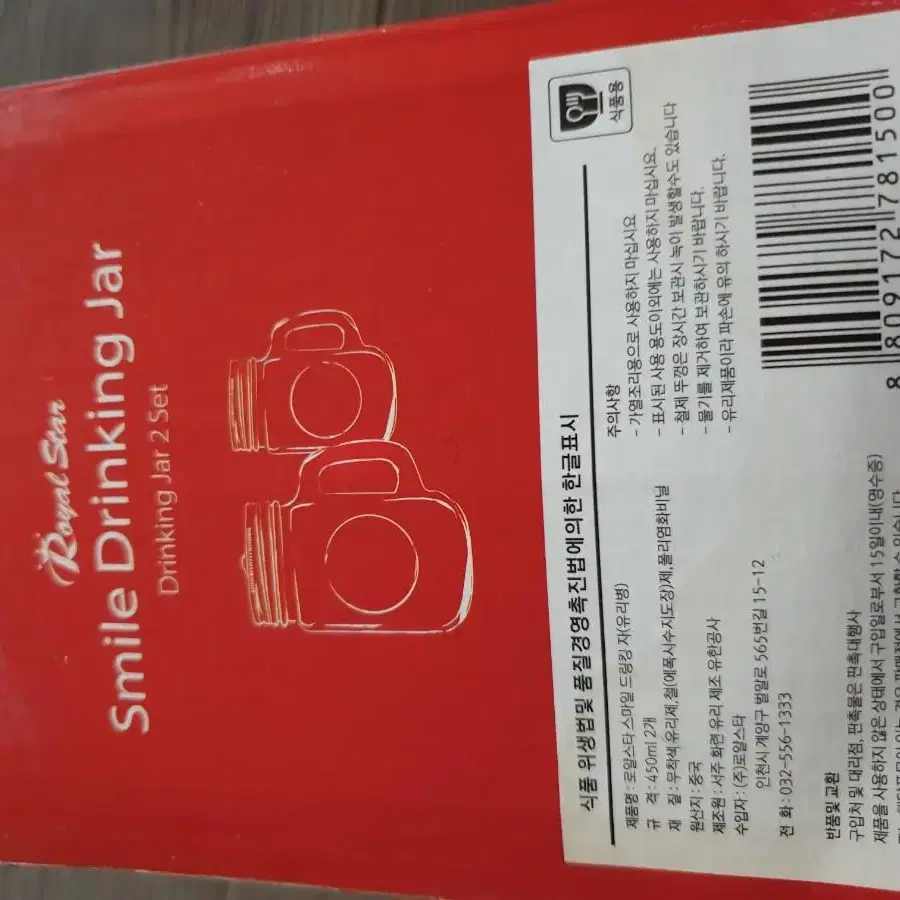 Royal Star
Smile Drinking Jar
Drinking Jar 2 Set
식품용
식품 위생법및 품질경영촉진법에의한 한글표시
제품명 : 로얄스타 스마일 드링킹 자(유리병)
규 격 : 450ml 2개
재 질 : 무착색 유리제,철(에폭시수지도장)제,폴리염화비닐
원산지 : 중국
제조원 : 서주 화련 유리 제조 유한공사
수입자 : (주)로얄스타
인천시 계양구 벌말로 565번길 15-12
전 화 : 032-556-1333
주의사항
- 가열조리용으로 사용하지 마십시요
- 표시된 사용 용도이외에는 사용하지 마십시요.
- 철제 뚜껑은 장시간 보관시 녹이 발생할수도 있습니다
- 물기를 제거하여 보관하시기 바랍니다.
- 유리제품이라 파손에 유의 하시기 바랍니다.
8 809172 781500
반품및 교환
구입처 및 대리점, 판촉물은 판촉대행사
제품을 사용하지 않은 상태에서 구입일로부터 15일이내(영수증)